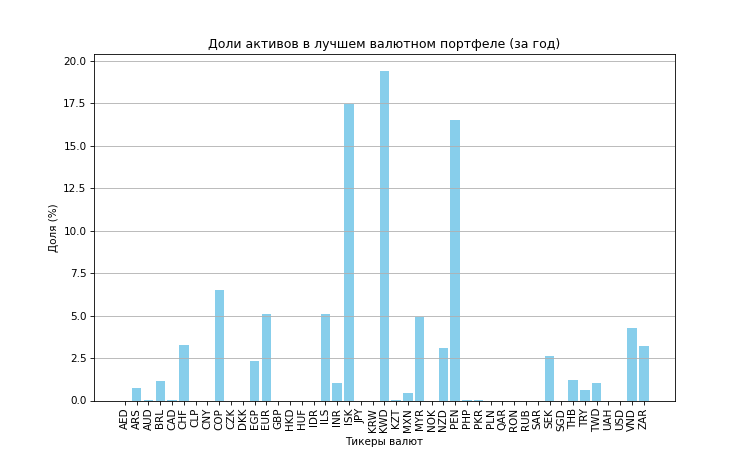 Доли активов в лучшем валютном портфеле (за год)
Доля (%)
20.0
17.5
15.0
12.5
10.0
7.5
5.0
2.5
0.0
AED ARS AUD BRL CAD CHF CLP CNY COP CZK DKK EGP EUR GBP HKD HUF IDR ILS INR ISK JPY KRW KWD KZT MXN MYR NOK NZD PEN PHP PKR PLN QAR RON RUB SAR SEK SGD THB TRY TWD UAH USD VND ZAR
Тикеры валют